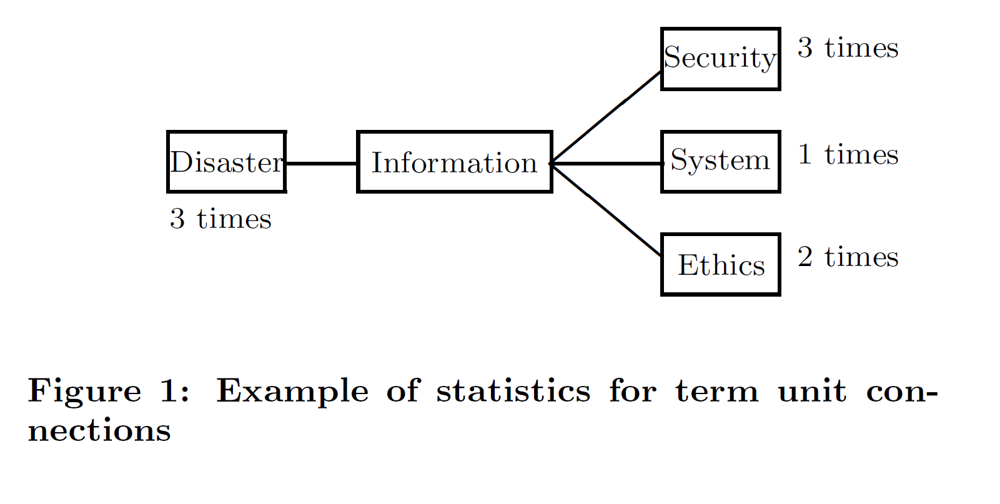 Security 3 times
Disaster Information System 1 times
3 times
Ethics 2 times
Figure 1: Example of statistics for term unit con-
nections